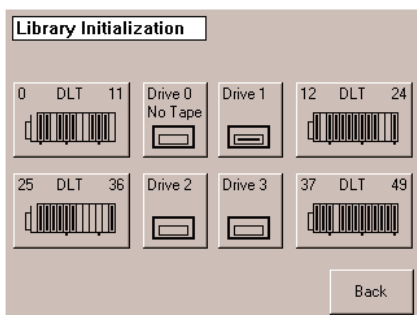 Library Initialization
0 DLT 11
Drive 0
No Tape
Drive 1
12 DLT 24
25 DLT 36
Drive 2
Drive 3
37 DLT 49
Back